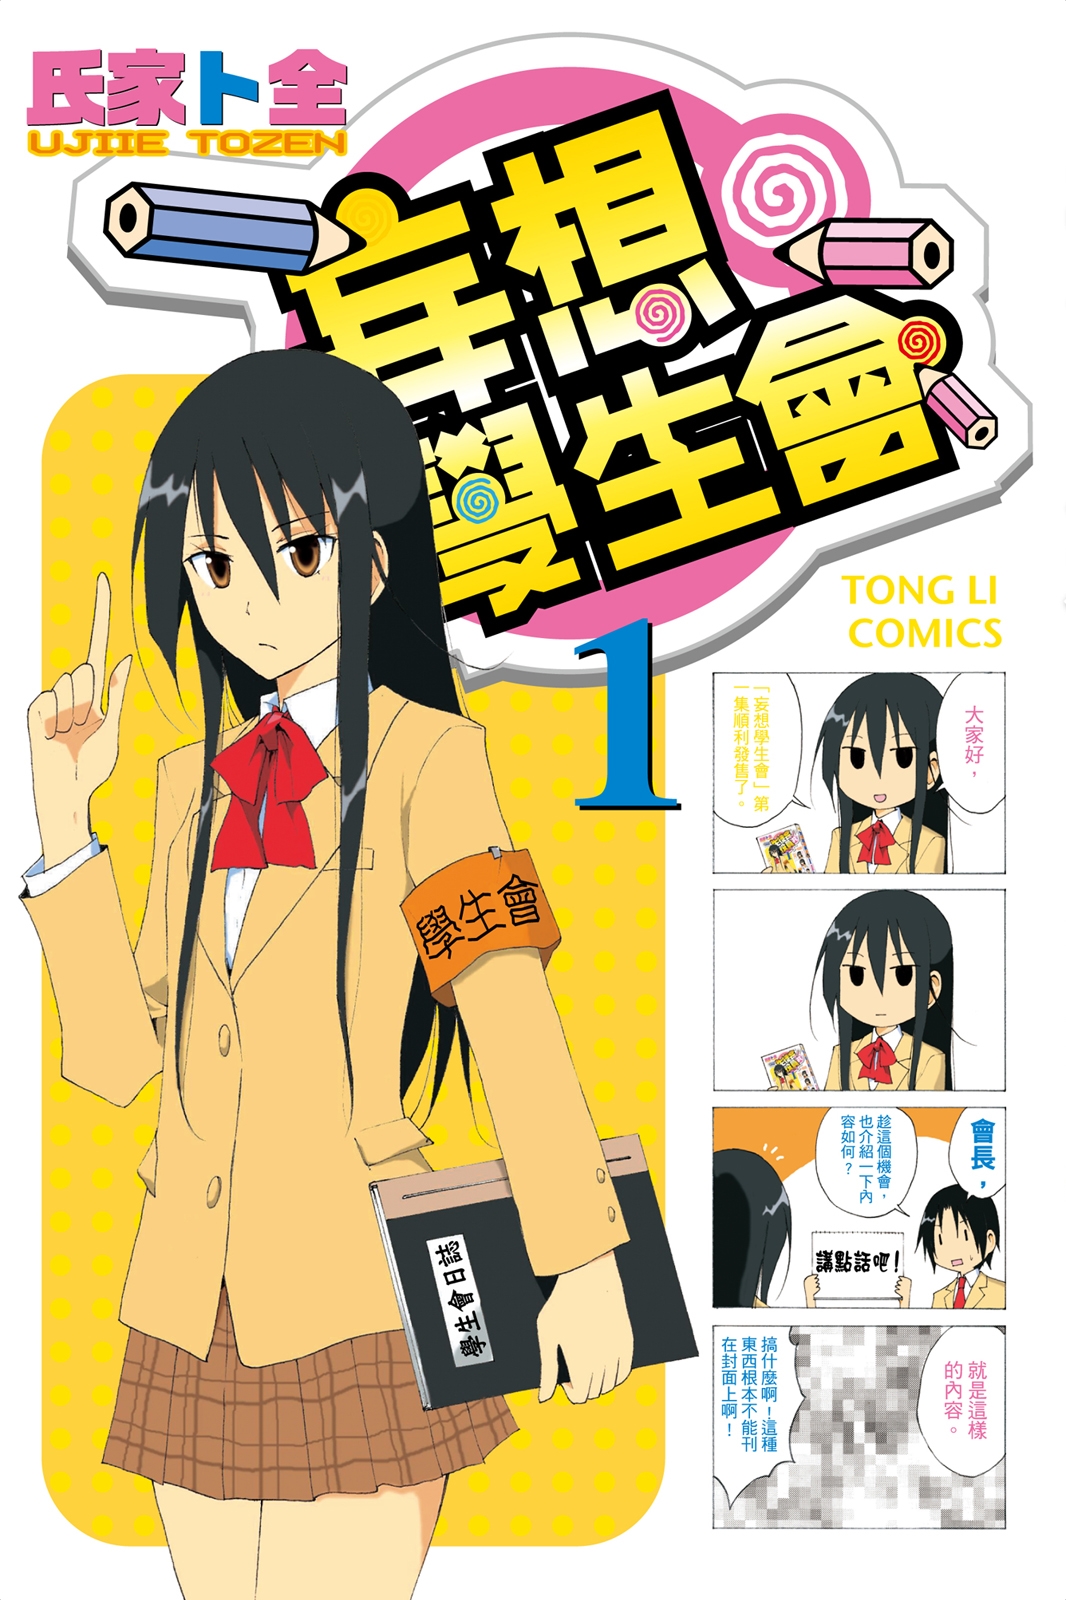 氏家卜全
UJIIE TOZEN
妄想
學生會
1
TONG LI
COMICS
學生會
學生會日誌
大家好，
「妄想學生會」第
一集順利發售了。
會長，
趁這個機會，
也介紹一下內
容如何？
講點話吧！
就是這樣
的內容。
搞什麼啊！這種
東西根本不能刊
在封面上啊！